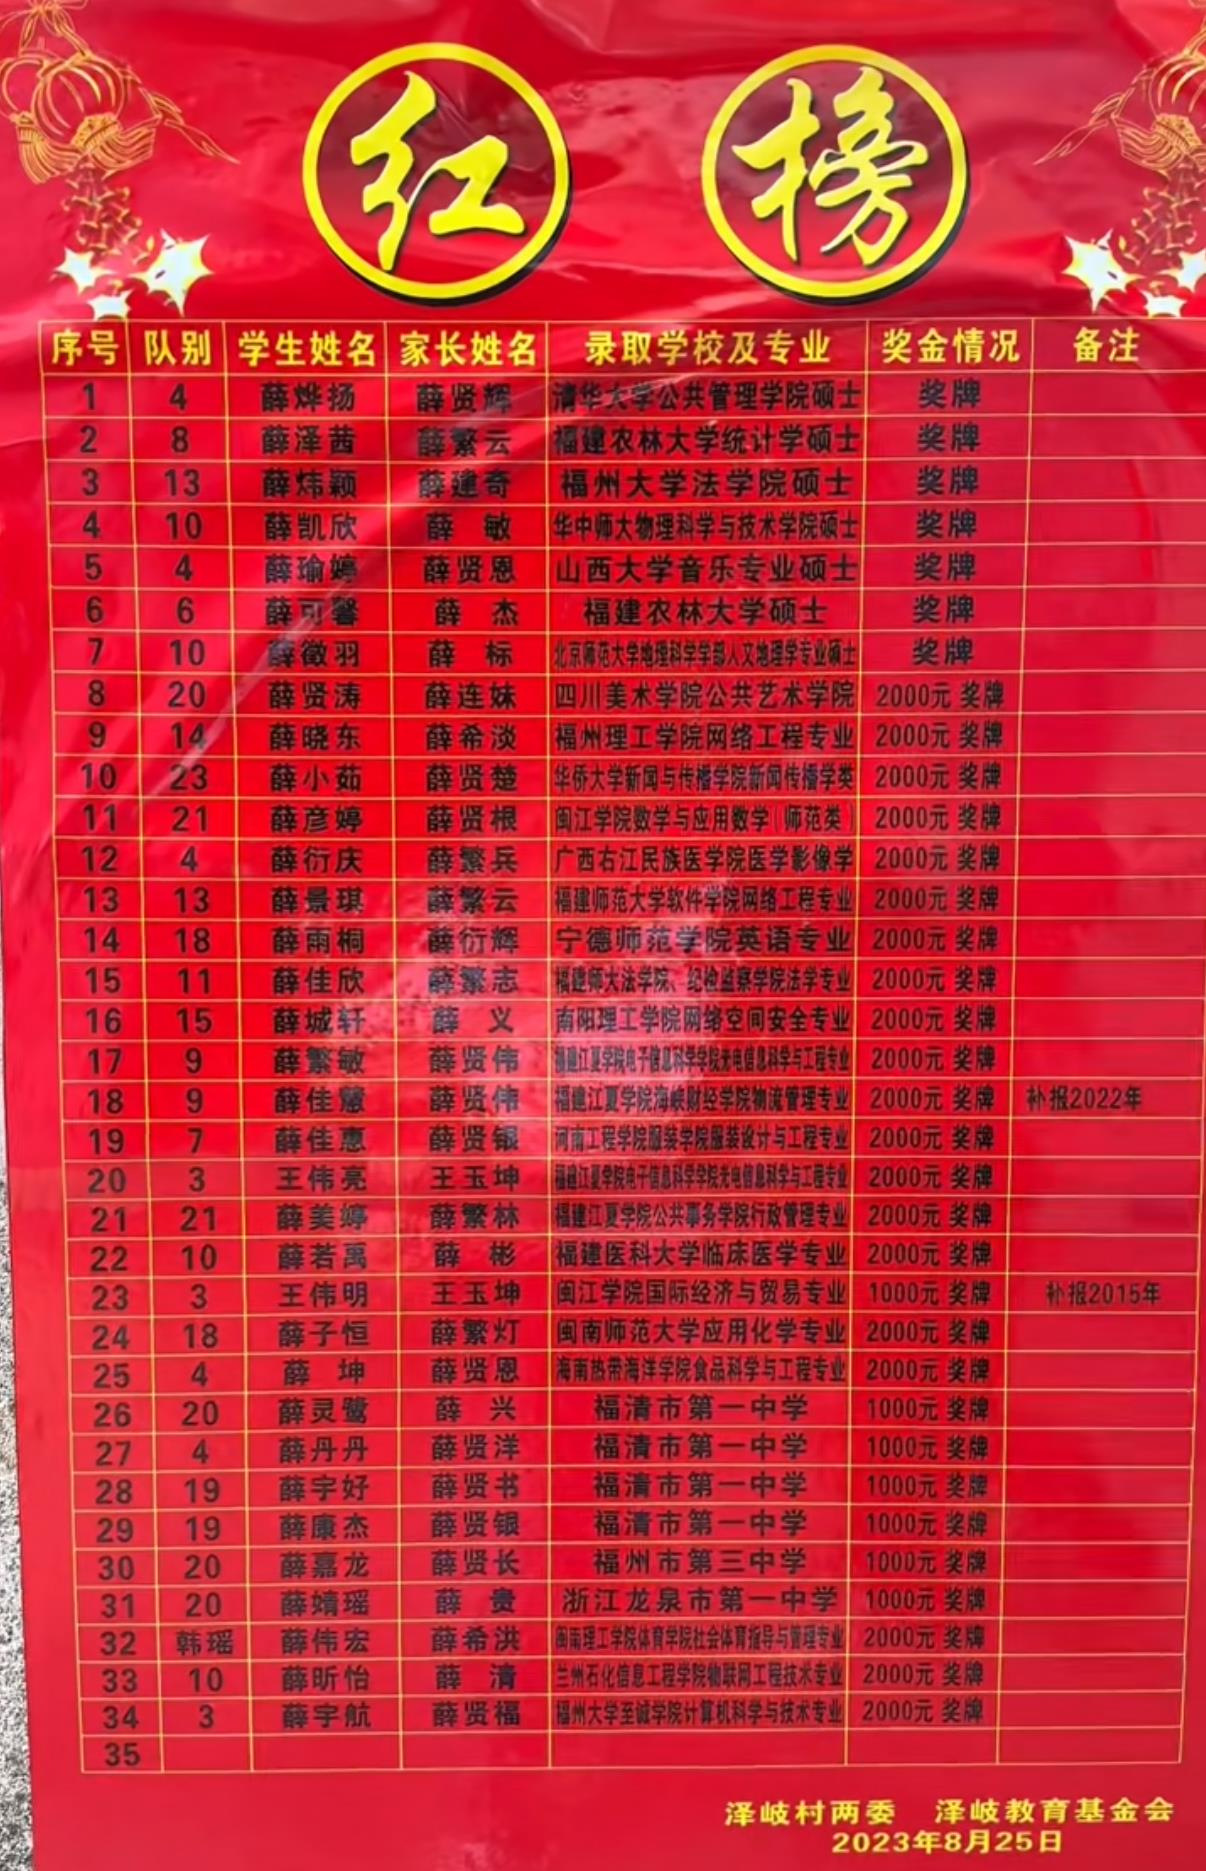 红 榜
序号 队别 学生姓名 家长姓名 录取学校及专业 奖金情况 备注
1 4 薛烨扬 薛贤辉 清华大学公共管理学院硕士 奖牌
2 8 薛泽茜 薛繁云 福建农林大学统计学硕士 奖牌
3 13 薛炜颖 薛建奇 福州大学法学院硕士 奖牌
4 10 薛凯欣 薛敏 华中师大物理科学与技术学院硕士 奖牌
5 4 薛瑜婷 薛贤恩 山西大学音乐专业硕士 奖牌
6 6 薛可馨 薛杰 福建农林大学硕士 奖牌
7 10 薛徵羽 薛标 北京师范大学地理科学学部人文地理学专业硕士 奖牌
8 20 薛贤涛 薛连妹 四川美术学院公共艺术学院 2000元 奖牌
9 14 薛晓东 薛希淡 福州理工学院网络工程专业 2000元 奖牌
10 23 薛小茹 薛贤楚 华侨大学新闻与传播学院新闻传播学类 2000元 奖牌
11 21 薛彦婷 薛贤根 闽江学院数学与应用数学(师范类) 2000元 奖牌
12 4 薛衍庆 薛繁兵 广西右江民族医学院医学影像学 2000元 奖牌
13 13 薛景琪 薛繁云 福建师范大学软件学院网络工程专业 2000元 奖牌
14 18 薛雨桐 薛衍辉 宁德师范学院英语专业 2000元 奖牌
15 11 薛佳欣 薛繁志 福建师大法学院、纪检监察学院法学专业 2000元 奖牌
16 15 薛城轩 薛义 南阳理工学院网络空间安全专业 2000元 奖牌
17 9 薛繁敏 薛贤伟 福建江夏学院电子信息科学学院光电信息科学与工程专业 2000元 奖牌
18 9 薛佳慧 薛贤伟 福建江夏学院海峡财经学院物流管理专业 2000元 奖牌 补报2022年
19 7 薛佳惠 薛贤银 河南工程学院服装学院服装设计与工程专业 2000元 奖牌
20 3 王伟亮 王玉坤 福建江夏学院电子信息科学学院光电信息科学与工程专业 2000元 奖牌
21 21 薛美婷 薛繁林 福建江夏学院公共事务学院行政管理专业 2000元 奖牌
22 10 薛若禹 薛彬 福建医科大学临床医学专业 2000元 奖牌
23 3 王伟明 王玉坤 闽江学院国际经济与贸易专业 1000元 奖牌 补报2015年
24 18 薛子恒 薛繁灯 闽南师范大学应用化学专业 2000元 奖牌
25 4 薛坤 薛贤恩 海南热带海洋学院食品科学与工程专业 2000元 奖牌
26 20 薛灵鹭 薛兴 福清市第一中学 1000元 奖牌
27 4 薛丹丹 薛贤洋 福清市第一中学 1000元 奖牌
28 19 薛宇好 薛贤书 福清市第一中学 1000元 奖牌
29 19 薛康杰 薛贤银 福清市第一中学 1000元 奖牌
30 20 薛嘉龙 薛贤长 福州市第三中学 1000元 奖牌
31 20 薛婧瑶 薛贵 浙江龙泉市第一中学 1000元 奖牌
32 韩瑶 薛伟宏 薛希洪 闽南理工学院体育学院社会体育指导与管理专业 2000元 奖牌
33 10 薛昕怡 薛清 兰州石化信息工程学院物联网工程技术专业 2000元 奖牌
34 3 薛宇航 薛贤福 福州大学至诚学院计算机科学与技术专业 2000元 奖牌
35
泽岐村两委 泽岐教育基金会
2023年8月25日